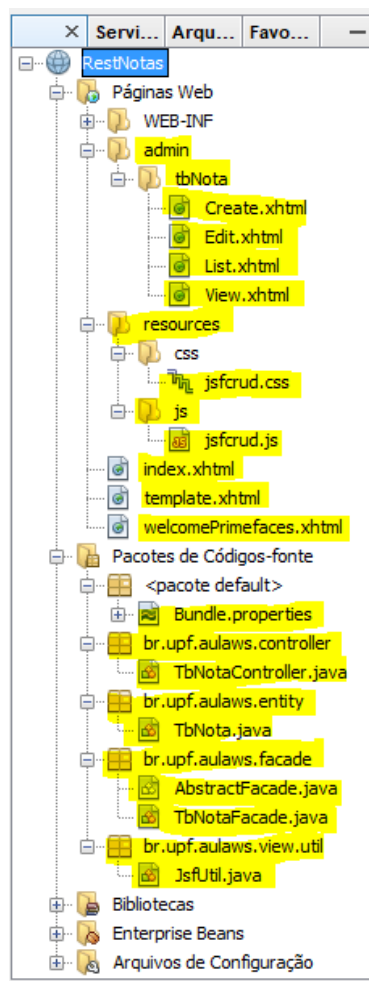 Servi... Arqu... Favo...
RestNotas
Páginas Web
WEB-INF
admin
tbNota
Create.xhtml
Edit.xhtml
List.xhtml
View.xhtml
resources
css
jsfcrud.css
js
jsfcrud.js
index.xhtml
template.xhtml
welcomePrimefaces.xhtml
Pacotes de Códigos-fonte
<pacote default>
Bundle.properties
br.upf.aulaws.controller
TbNotaController.java
br.upf.aulaws.entity
TbNota.java
br.upf.aulaws.facade
AbstractFacade.java
TbNotaFacade.java
br.upf.aulaws.view.util
JsfUtil.java
Bibliotecas
Enterprise Beans
Arquivos de Configuração